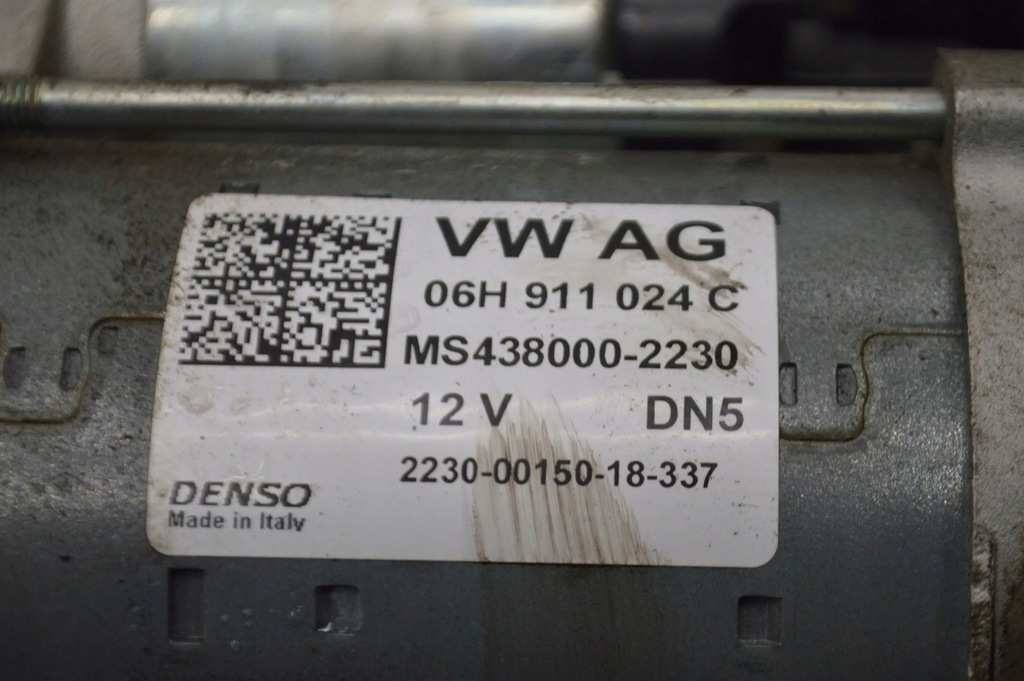 VW AG
06H 911 024 C
MS438000-2230
12 V DN5
2230-00150-18-337
DENSO
Made in Italy